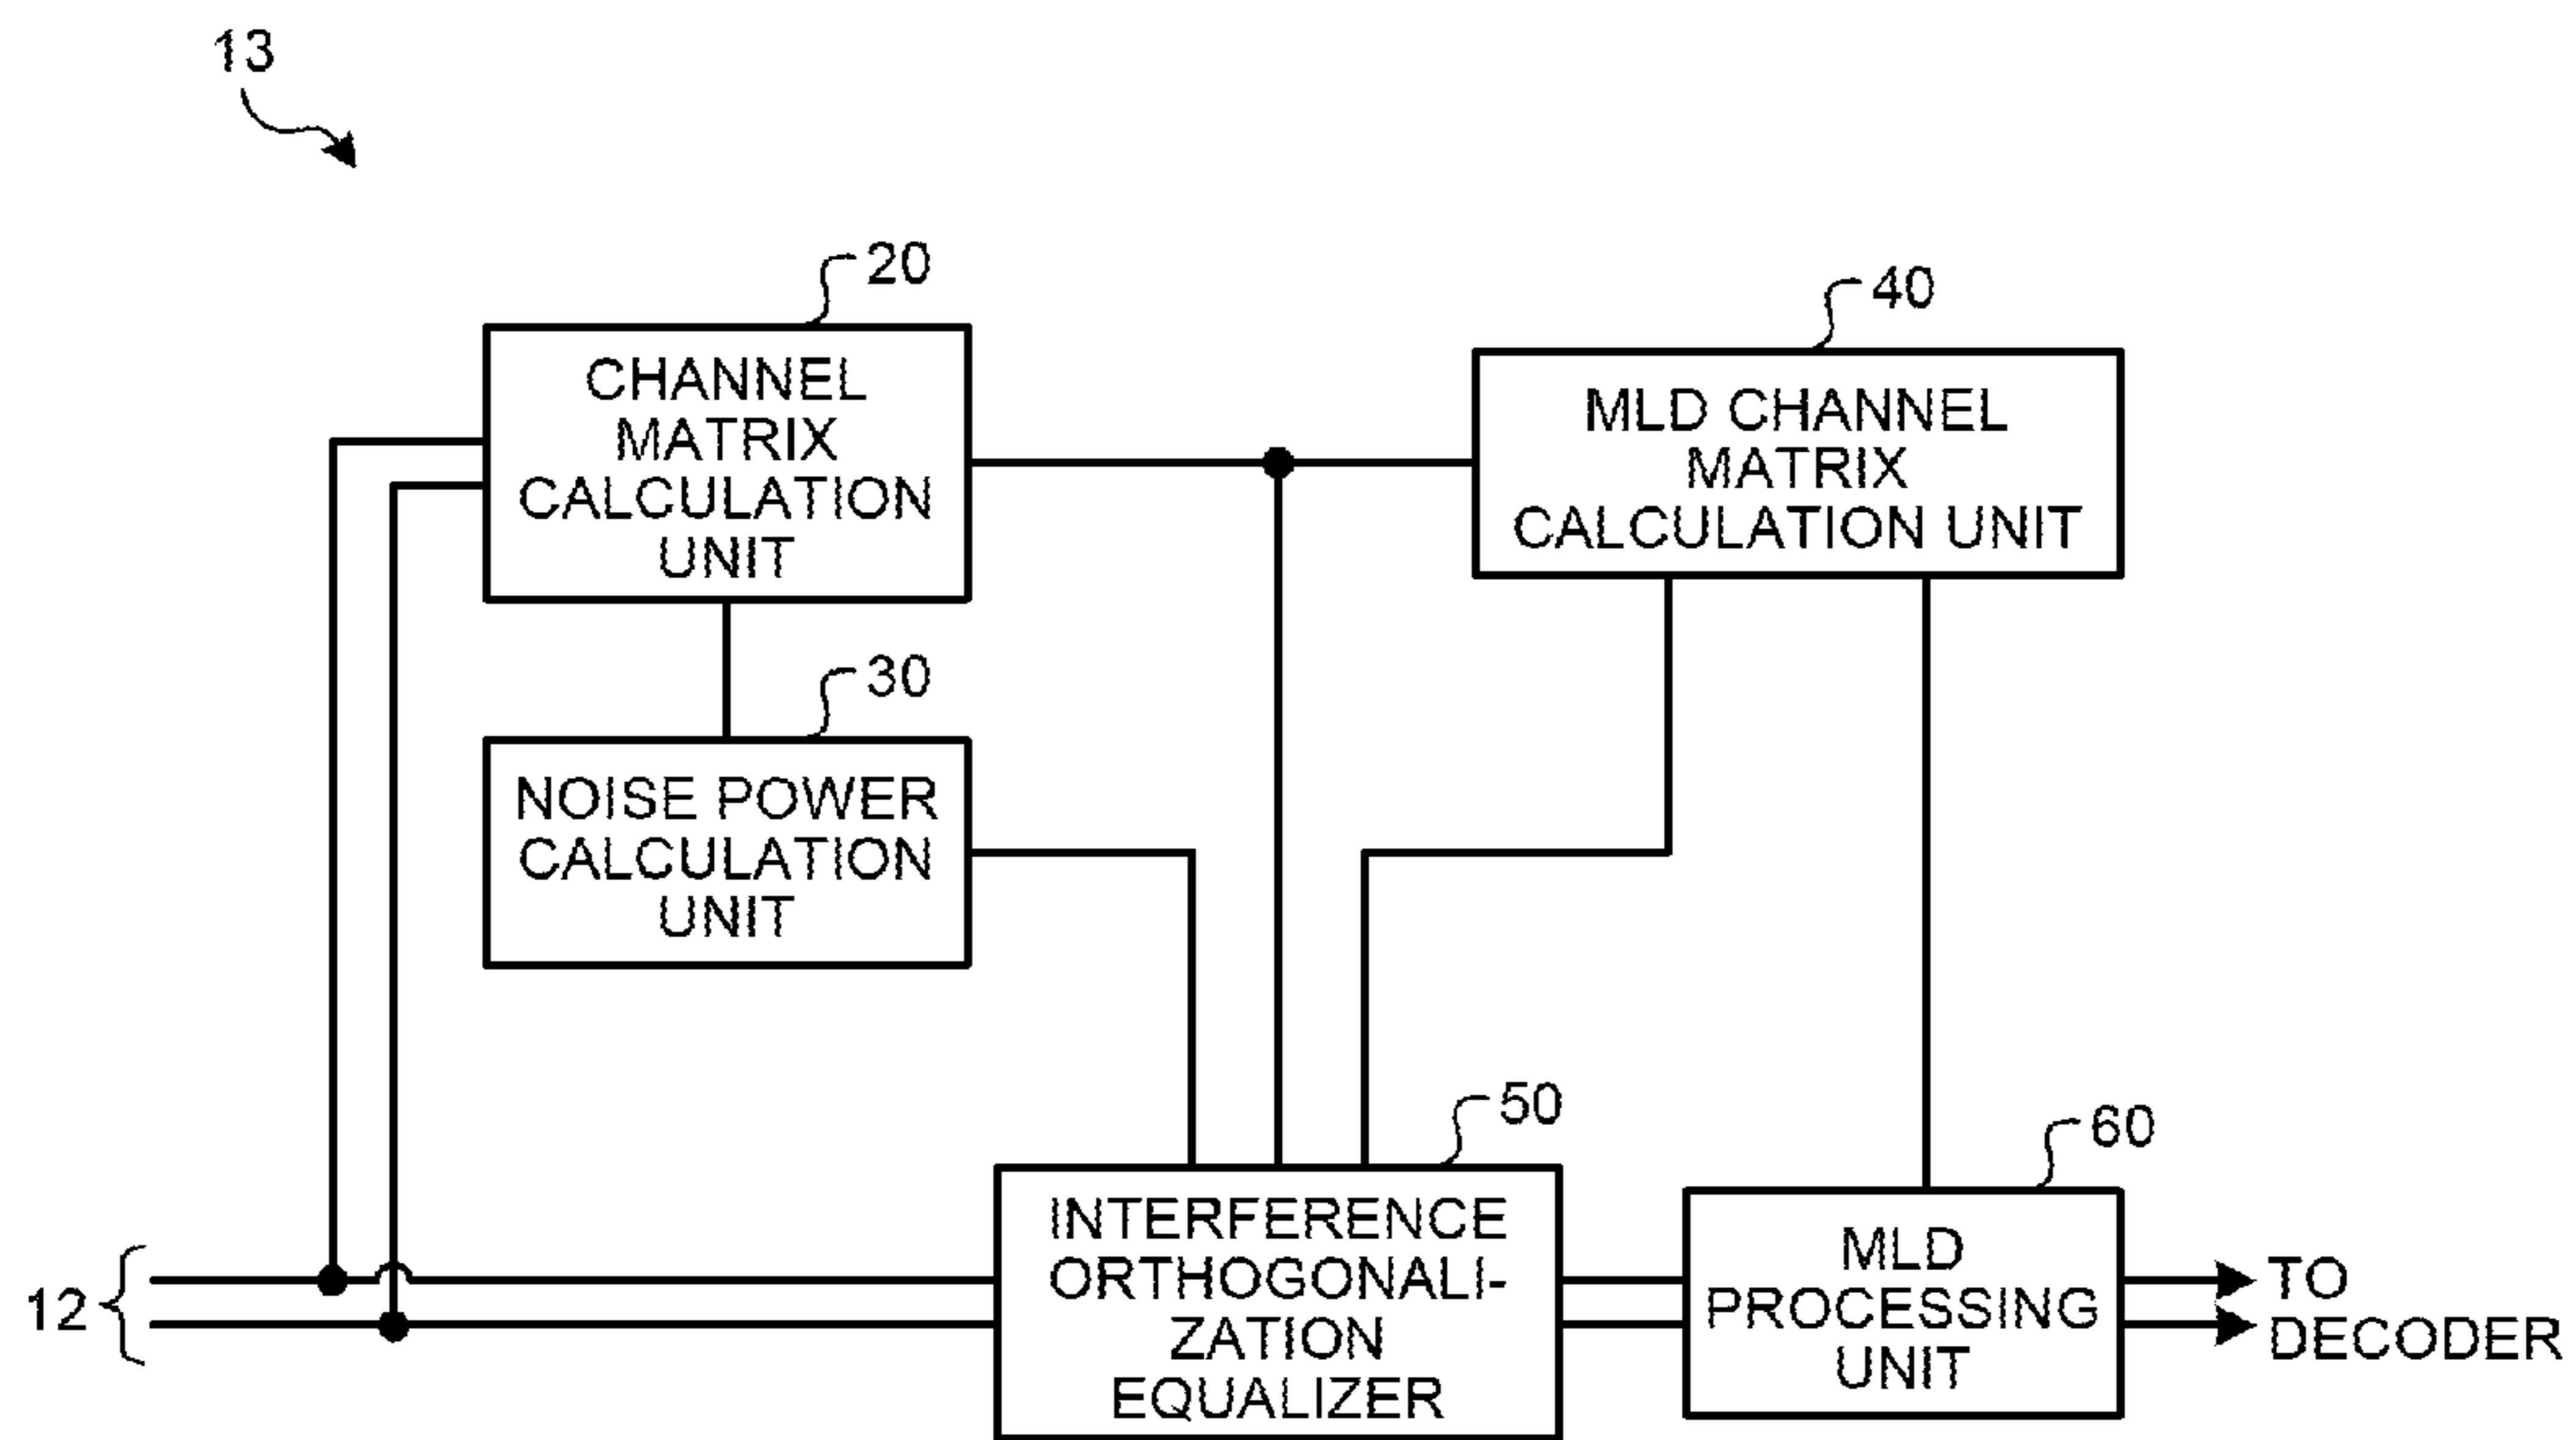 13
20
CHANNEL
MATRIX
CALCULATION
UNIT
40
MLD CHANNEL
MATRIX
CALCULATION UNIT
30
NOISE POWER
CALCULATION
UNIT
50
INTERFERENCE
ORTHOGONALI-
ZATION
EQUALIZER
60
MLD
PROCESSING
UNIT
12
TO
DECODER